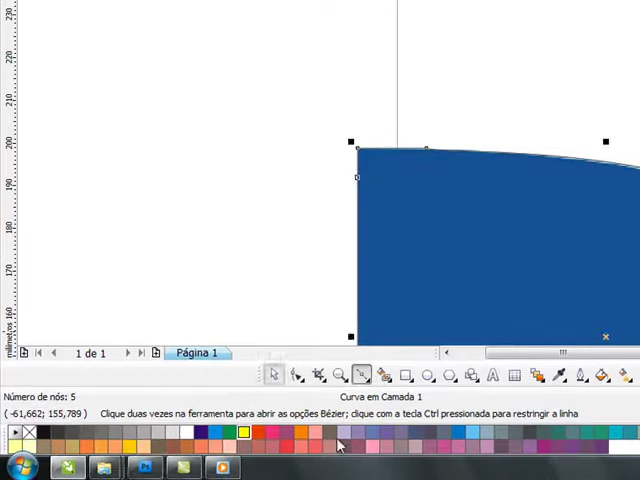 230
220
210
200
190
180
170
160
milímetros
1 de 1
Página 1
Número de nós: 5
Curva em Camada 1
( -61,662; 155,789 )
Clique duas vezes na ferramenta para abrir as opções Bézier; clique com a tecla Ctrl pressionada para restringir a linha
Ps